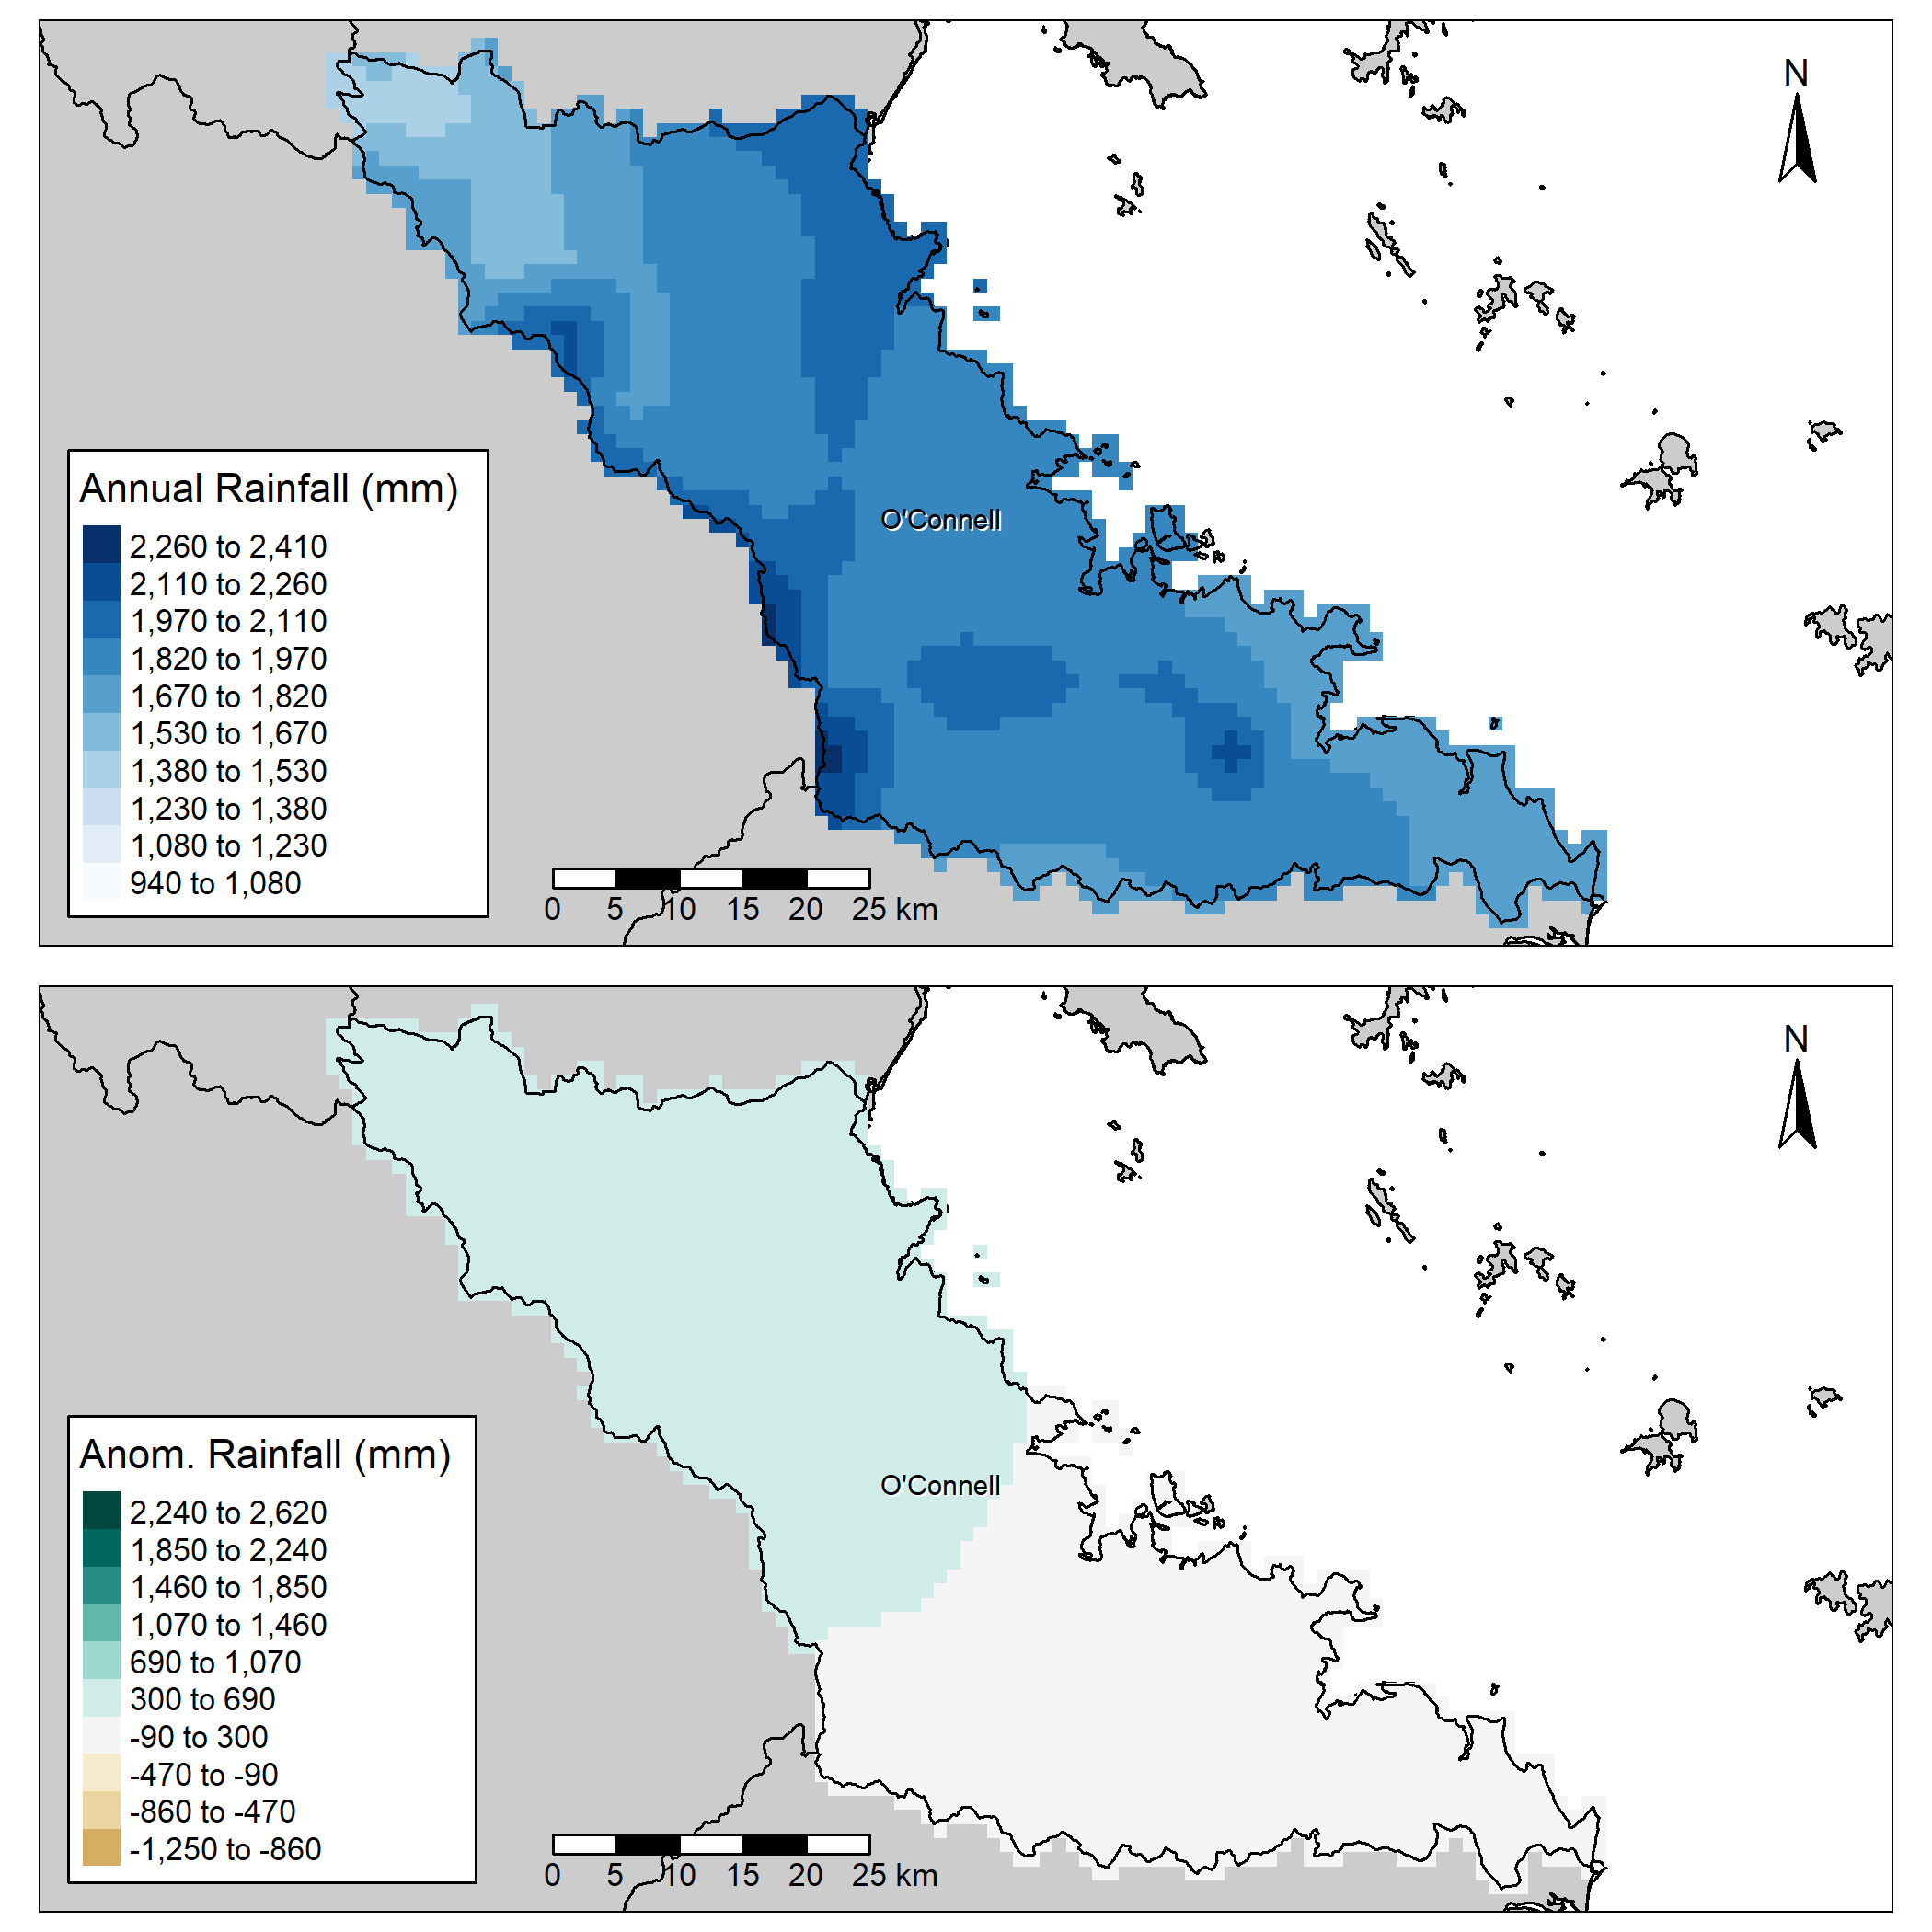 N
O'Connell
Annual Rainfall (mm)
2,260 to 2,410
2,110 to 2,260
1,970 to 2,110
1,820 to 1,970
1,670 to 1,820
1,530 to 1,670
1,380 to 1,530
1,230 to 1,380
1,080 to 1,230
940 to 1,080
0 5 10 15 20 25 km
N
O'Connell
Anom. Rainfall (mm)
2,240 to 2,620
1,850 to 2,240
1,460 to 1,850
1,070 to 1,460
690 to 1,070
300 to 690
-90 to 300
-470 to -90
-860 to -470
-1,250 to -860
0 5 10 15 20 25 km